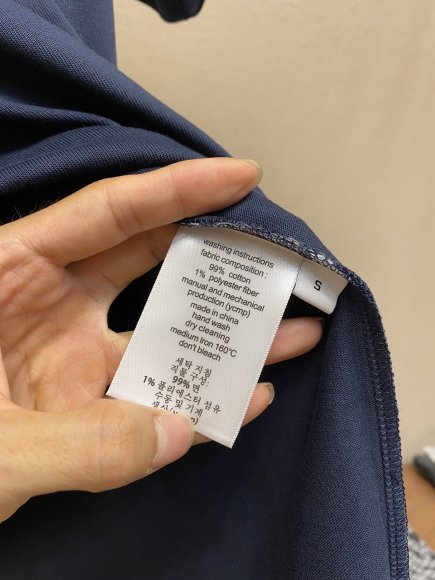 washing instructions
fabric composition :
99% cotton
1% polyester fiber
manual and mechanical
production (ycmp)
made in china
hand wash
dry cleaning
medium iron 160°C
don't bleach
세탁 지침
직물 구성:
99% 면
1% 폴리에스터 섬유
수동 및 기계
S